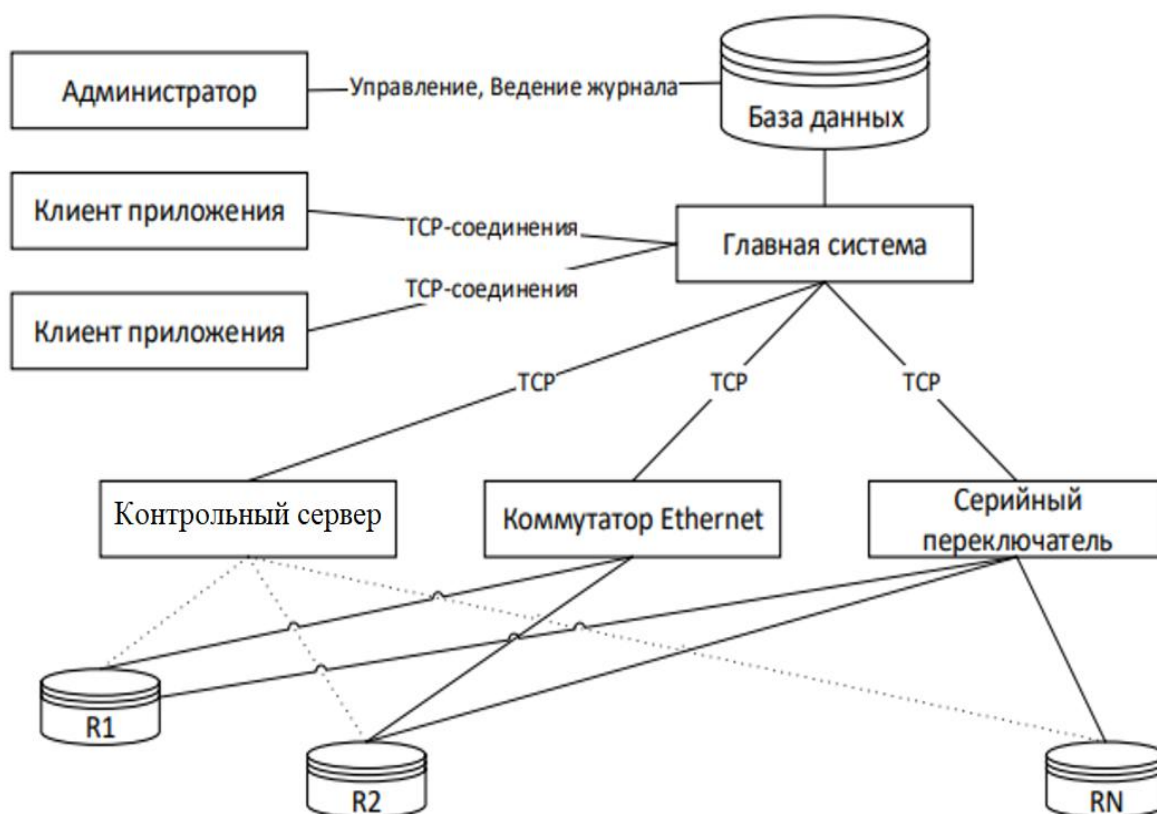 Администратор
Управление, Ведение журнала
База данных
Клиент приложения
TCP-соединения
Главная система
TCP-соединения
Клиент приложения
TCP
TCP
TCP
Контрольный сервер
Коммутатор Ethernet
Серийный
переключатель
R1
R2
RN